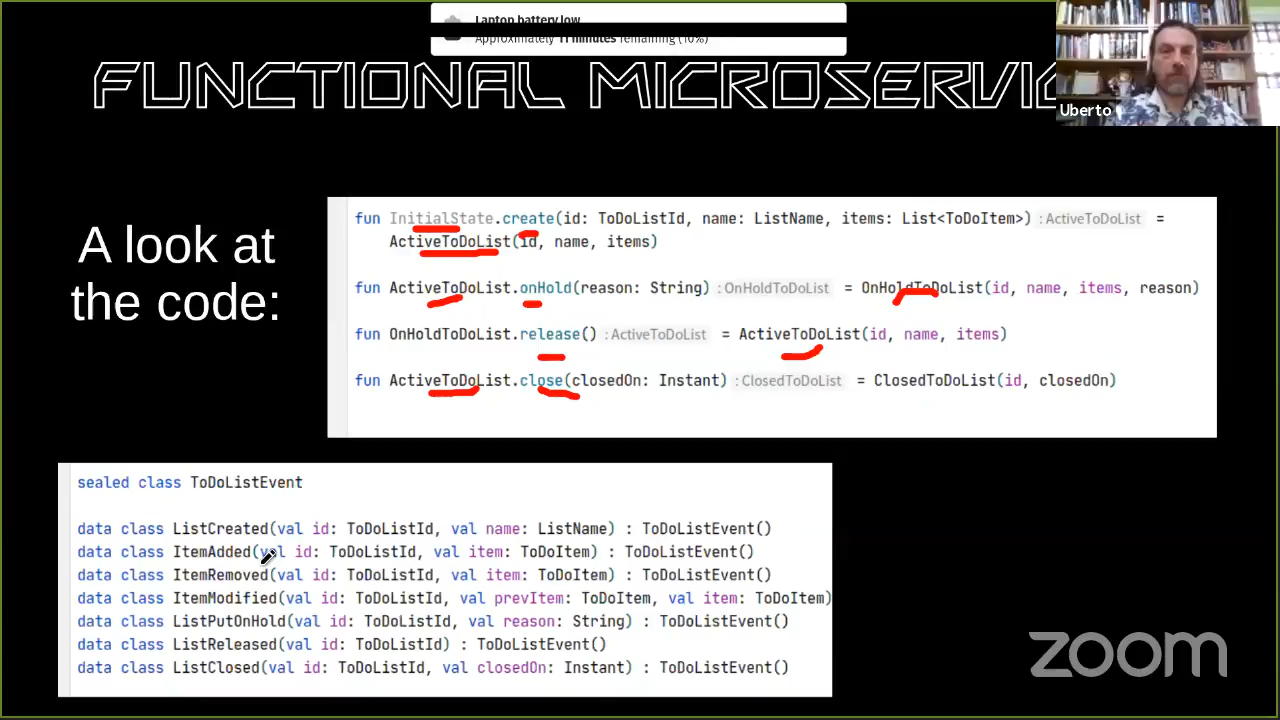 Laptop battery low
Approximately 11 minutes remaining (10%)
FUNCTIONAL MICROSERVIC
Uberto
A look at
the code:
fun InitialState.create(id: ToDoListId, name: ListName, items: List<ToDoItem>) : ActiveToDoList =
ActiveToDoList(id, name, items)
fun ActiveToDoList.onHold(reason: String) : OnHoldToDoList = OnHoldToDoList(id, name, items, reason)
fun OnHoldToDoList.release() : ActiveToDoList = ActiveToDoList(id, name, items)
fun ActiveToDoList.close(closedOn: Instant) : ClosedToDoList = ClosedToDoList(id, closedOn)
sealed class ToDoListEvent
data class ListCreated(val id: ToDoListId, val name: ListName) : ToDoListEvent()
data class ItemAdded(val id: ToDoListId, val item: ToDoItem) : ToDoListEvent()
data class ItemRemoved(val id: ToDoListId, val item: ToDoItem) : ToDoListEvent()
data class ItemModified(val id: ToDoListId, val prevItem: ToDoItem, val item: ToDoItem)
data class ListPutOnHold(val id: ToDoListId, val reason: String) : ToDoListEvent()
data class ListReleased(val id: ToDoListId) : ToDoListEvent()
data class ListClosed(val id: ToDoListId, val closedOn: Instant) : ToDoListEvent()
zoom